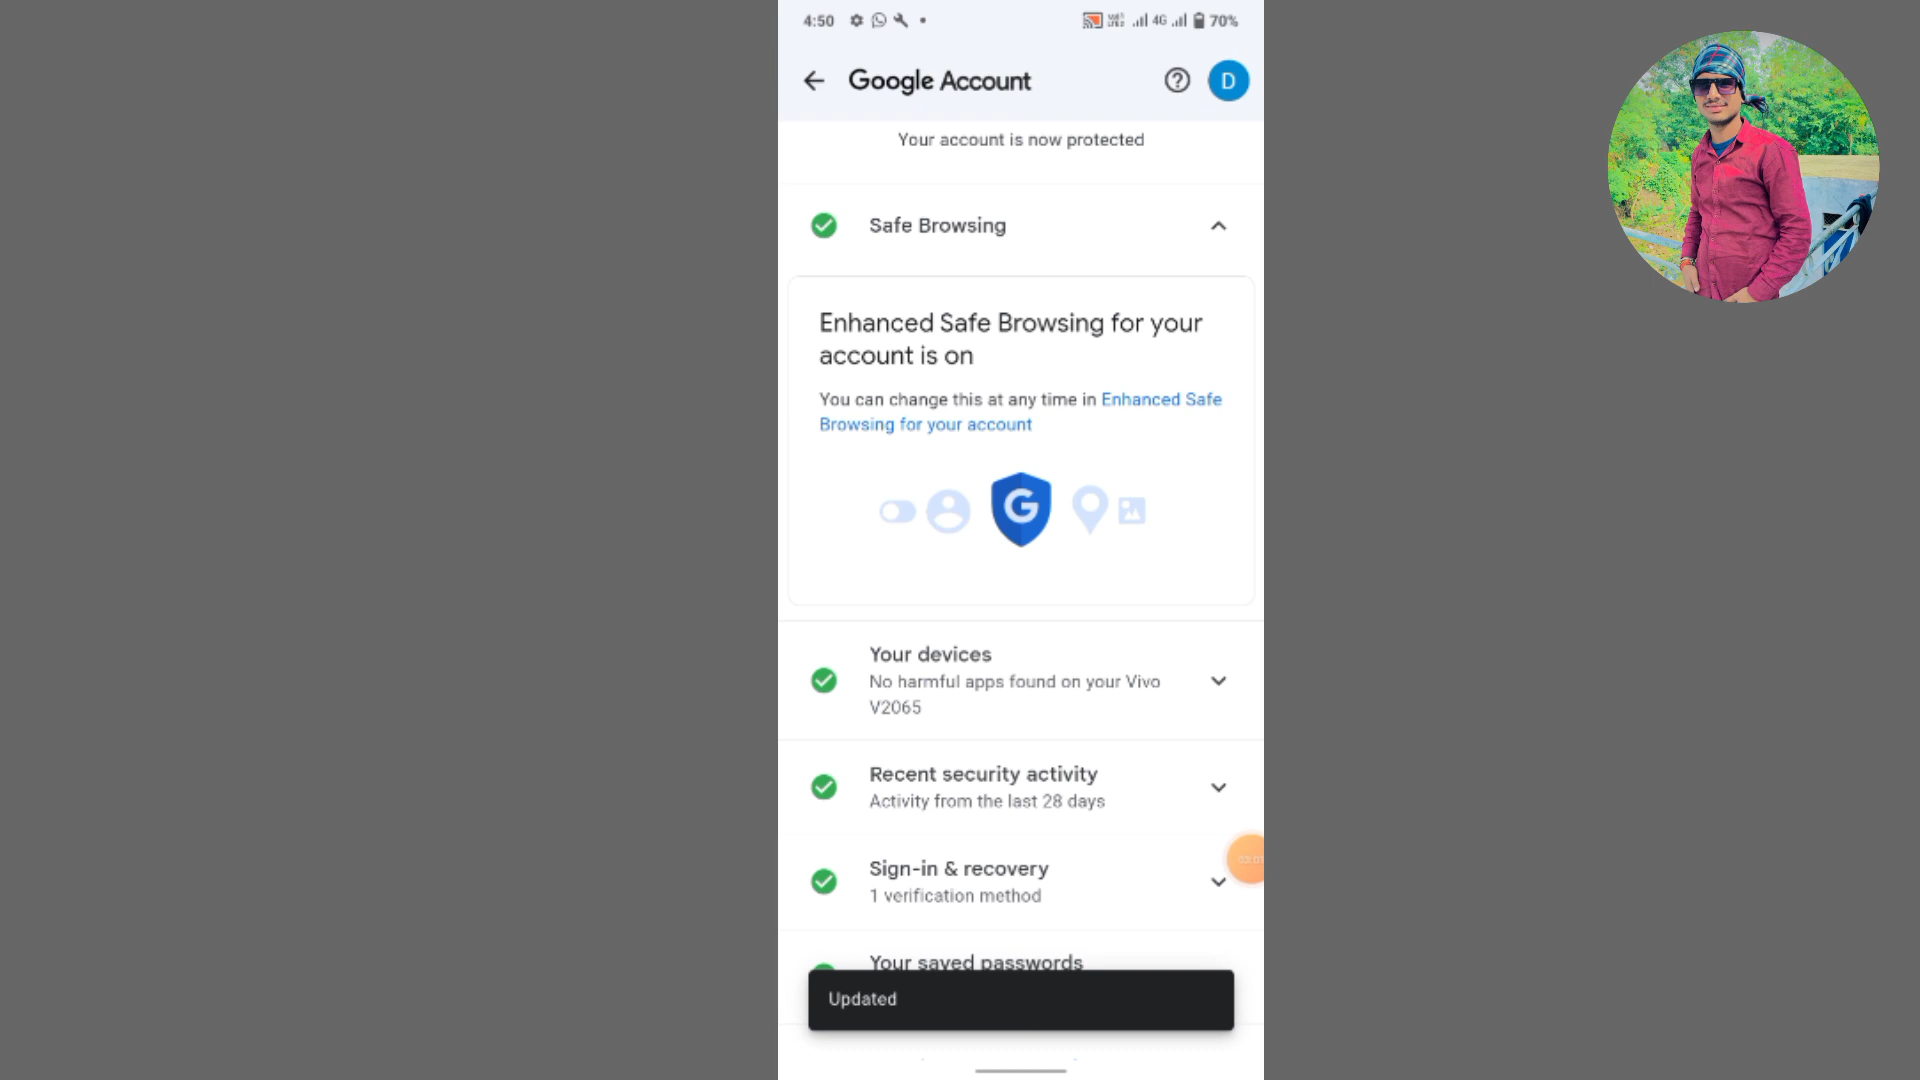 4:50
4G 70%
Google Account
D
Your account is now protected
Safe Browsing
Enhanced Safe Browsing for your
account is on
You can change this at any time in Enhanced Safe
Browsing for your account
G
Your devices
No harmful apps found on your Vivo
V2065
Recent security activity
Activity from the last 28 days
Sign-in & recovery
1 verification method
Your saved passwords
Updated